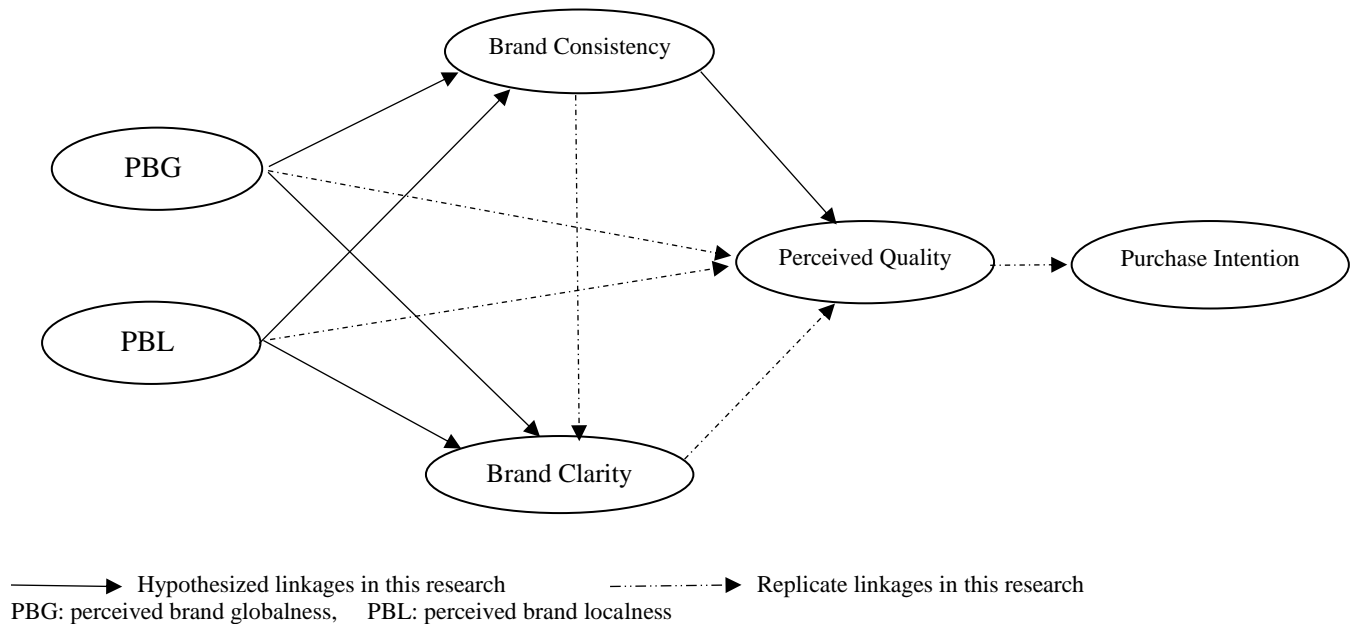 Brand Consistency
PBG
Perceived Quality
Purchase Intention
PBL
Brand Clarity
Hypothesized linkages in this research
Replicate linkages in this research
PBG: perceived brand globalness, PBL: perceived brand localness